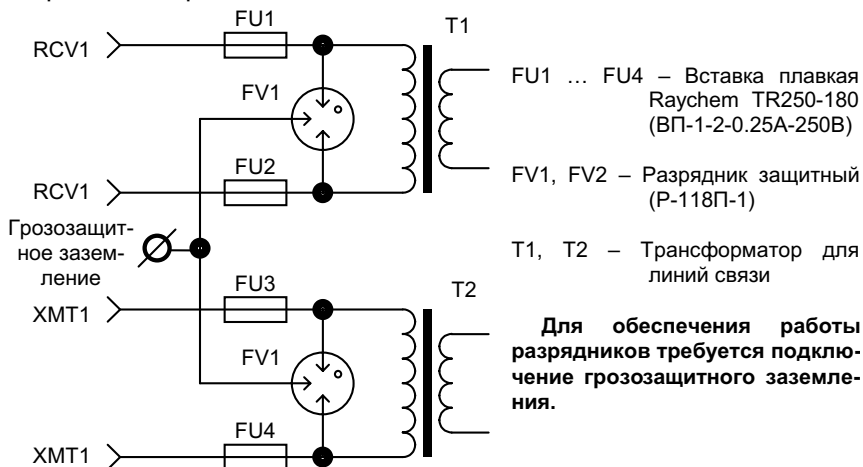 FU1
T1
RCV1
FV1
FU2
RCV1
Грозозащит-
ное зазем-
ление
FU3
T2
XMT1
FV1
FU4
XMT1
FU1 … FU4 – Вставка плавкая
Raychem TR250-180
(ВП-1-2-0.25А-250В)
FV1, FV2 – Разрядник защитный
(Р-118П-1)
Т1, Т2 – Трансформатор для
линий связи
Для обеспечения работы
разрядников требуется подклю-
чение грозозащитного заземле-
ния.